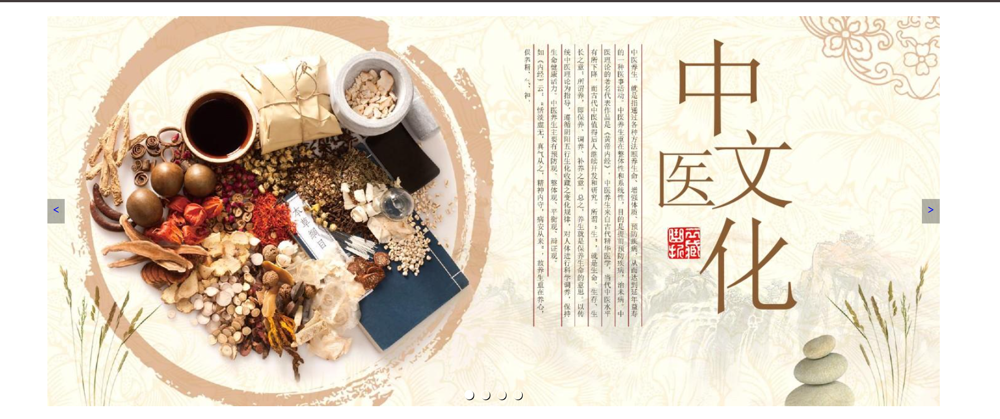 中
医
文
化
中医养生,就是指通过各种方法颐养生命、增强体质、预防疾病,从而达到延年益寿
的一种医事活动。中医养生重在整体性和系统性,目的是提前预防疾病,治未病。中
医理论的著名代表作品是《黄帝内经》,中医养生来自古代精华医学,当代中医水平
有所下降,而古代中医值得后人继续开发和研究。所谓“生”,就是生命、生存、生
长之意;所谓养,即保养、调养、补养之意。总之,养生就是保养生命的意思。以传
统中医理论为指导,遵循阴阳五行生化收藏之变化规律,对人体进行科学调养,保持
生命健康活力。中医养生主要有预防观、整体观、平衡观、辩证观。
如《内经》云:“恬淡虚无,真气从之,精神内守,病安从来”,故养生重在养心,
保养精、气、神。
本草綱目
<
>